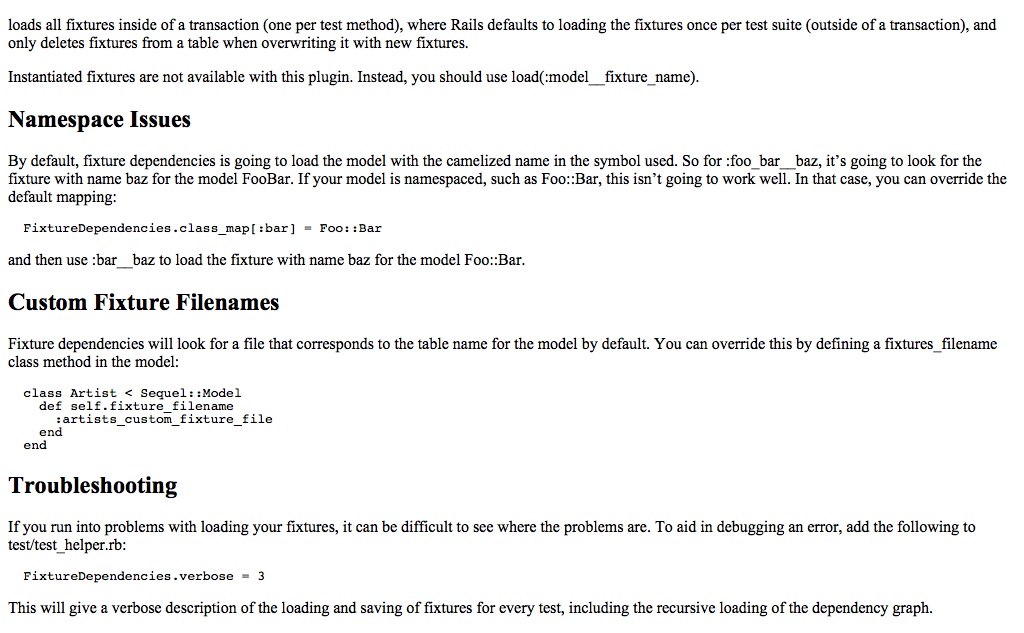 loads all fixtures inside of a transaction (one per test method), where Rails defaults to loading the fixtures once per test suite (outside of a transaction), and
only deletes fixtures from a table when overwriting it with new fixtures.
Instantiated fixtures are not available with this plugin. Instead, you should use load(:model__fixture_name).
Namespace Issues
By default, fixture dependencies is going to load the model with the camelized name in the symbol used. So for :foo_bar__baz, it's going to look for the
fixture with name baz for the model FooBar. If your model is namespaced, such as Foo::Bar, this isn't going to work well. In that case, you can override the
default mapping:
FixtureDependencies.class_map[:bar] = Foo::Bar
and then use :bar__baz to load the fixture with name baz for the model Foo::Bar.
Custom Fixture Filenames
Fixture dependencies will look for a file that corresponds to the table name for the model by default. You can override this by defining a fixtures_filename
class method in the model:
class Artist < Sequel::Model
  def self.fixture_filename
    :artists_custom_fixture_file
  end
end
Troubleshooting
If you run into problems with loading your fixtures, it can be difficult to see where the problems are. To aid in debugging an error, add the following to
test/test_helper.rb:
FixtureDependencies.verbose = 3
This will give a verbose description of the loading and saving of fixtures for every test, including the recursive loading of the dependency graph.